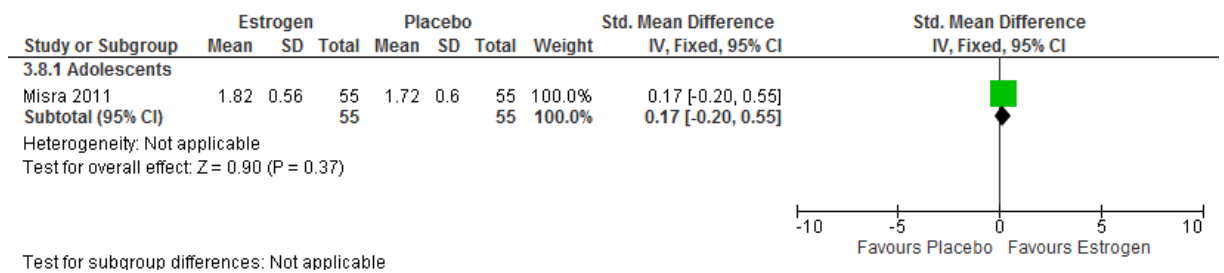 Estrogen Placebo Std. Mean Difference Std. Mean Difference
Study or Subgroup Mean SD Total Mean SD Total Weight IV, Fixed, 95% CI IV, Fixed, 95% CI
3.8.1 Adolescents
Misra 2011 1.82 0.56 55 1.72 0.6 55 100.0% 0.17 [-0.20, 0.55]
Subtotal (95% CI) 55 55 100.0% 0.17 [-0.20, 0.55]
Heterogeneity: Not applicable
Test for overall effect: Z = 0.90 (P = 0.37)
-10 -5 0 5 10
Favours Placebo Favours Estrogen
Test for subgroup differences: Not applicable